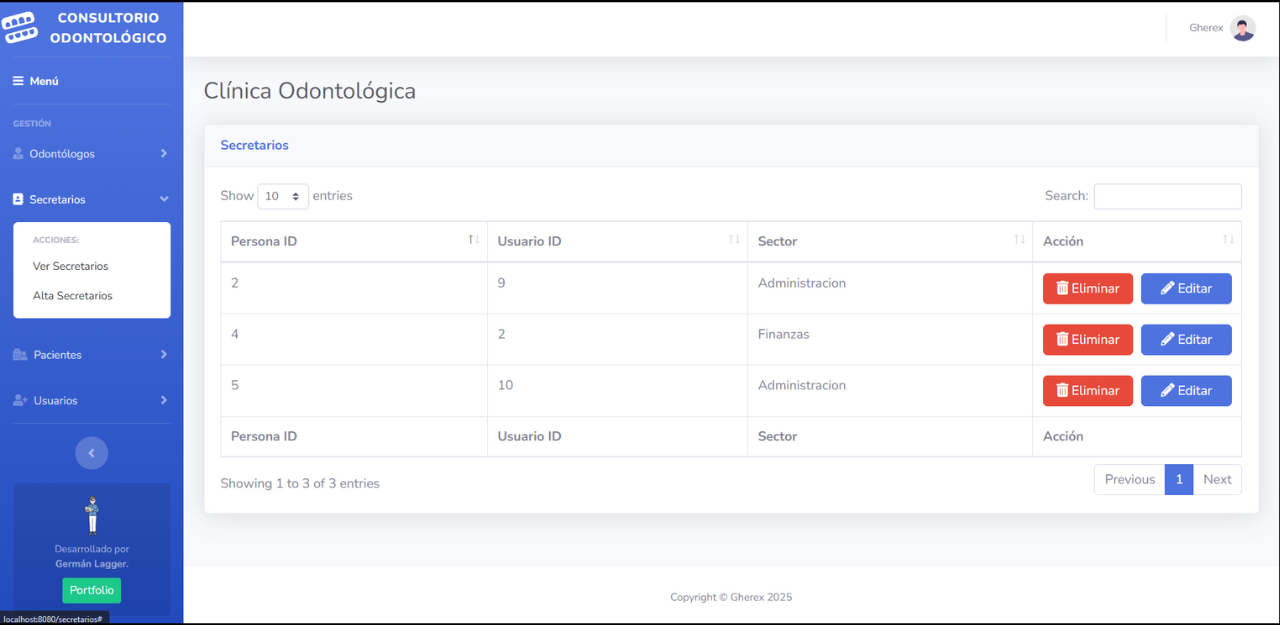 CONSULTORIO
ODONTOLÓGICO
Menú
GESTIÓN
Odontólogos
Secretarios
ACCIONES:
Ver Secretarios
Alta Secretarios
Pacientes
Usuarios
Desarrollado por
Germán Lagger.
Portfolio
localhost:8080/secretarios#
Gherex
Clínica Odontológica
Secretarios
Show 10 entries Search:
Persona ID Usuario ID Sector Acción
2 9 Administracion Eliminar Editar
4 2 Finanzas Eliminar Editar
5 10 Administracion Eliminar Editar
Persona ID Usuario ID Sector Acción
Showing 1 to 3 of 3 entries Previous 1 Next
Copyright © Gherex 2025